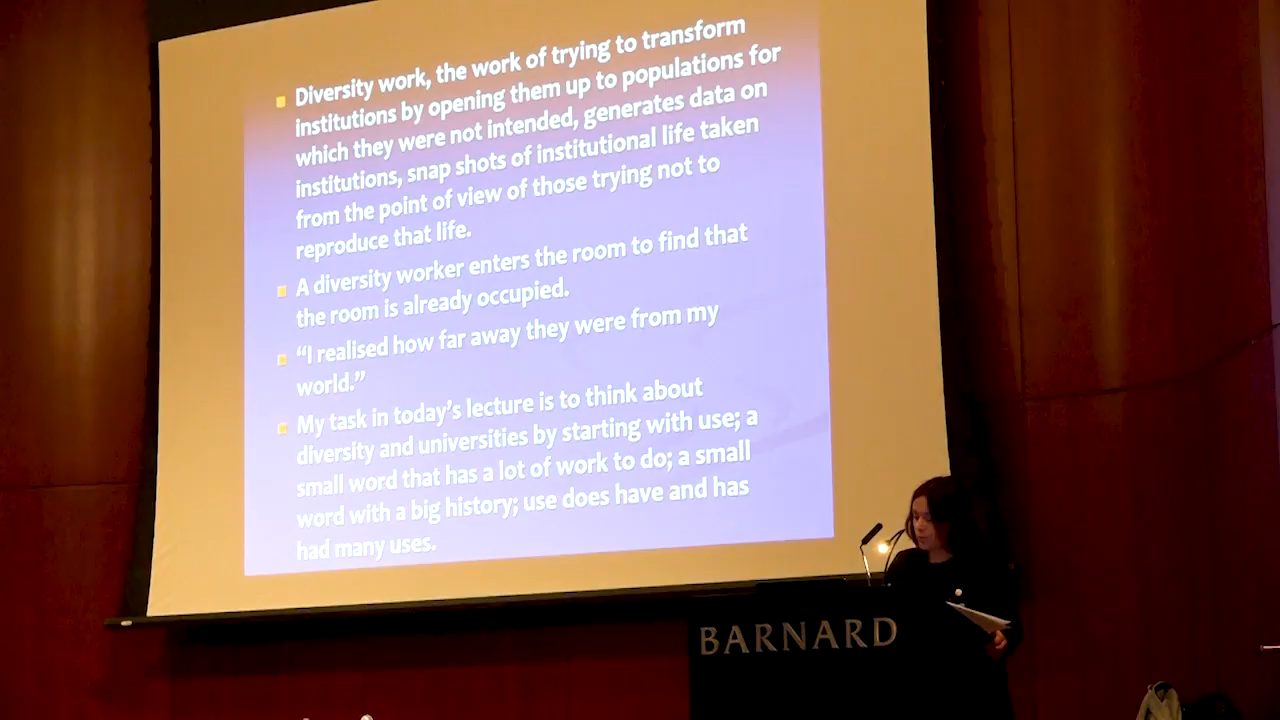 Diversity work, the work of trying to transform
institutions by opening them up to populations for
which they were not intended, generates data on
institutions, snap shots of institutional life taken
from the point of view of those trying not to
reproduce that life.
A diversity worker enters the room to find that
the room is already occupied.
“I realised how far away they were from my
world.”
My task in today’s lecture is to think about
diversity and universities by starting with use; a
small word that has a lot of work to do; a small
word with a big history; use does have and has
had many uses.
BARNARD